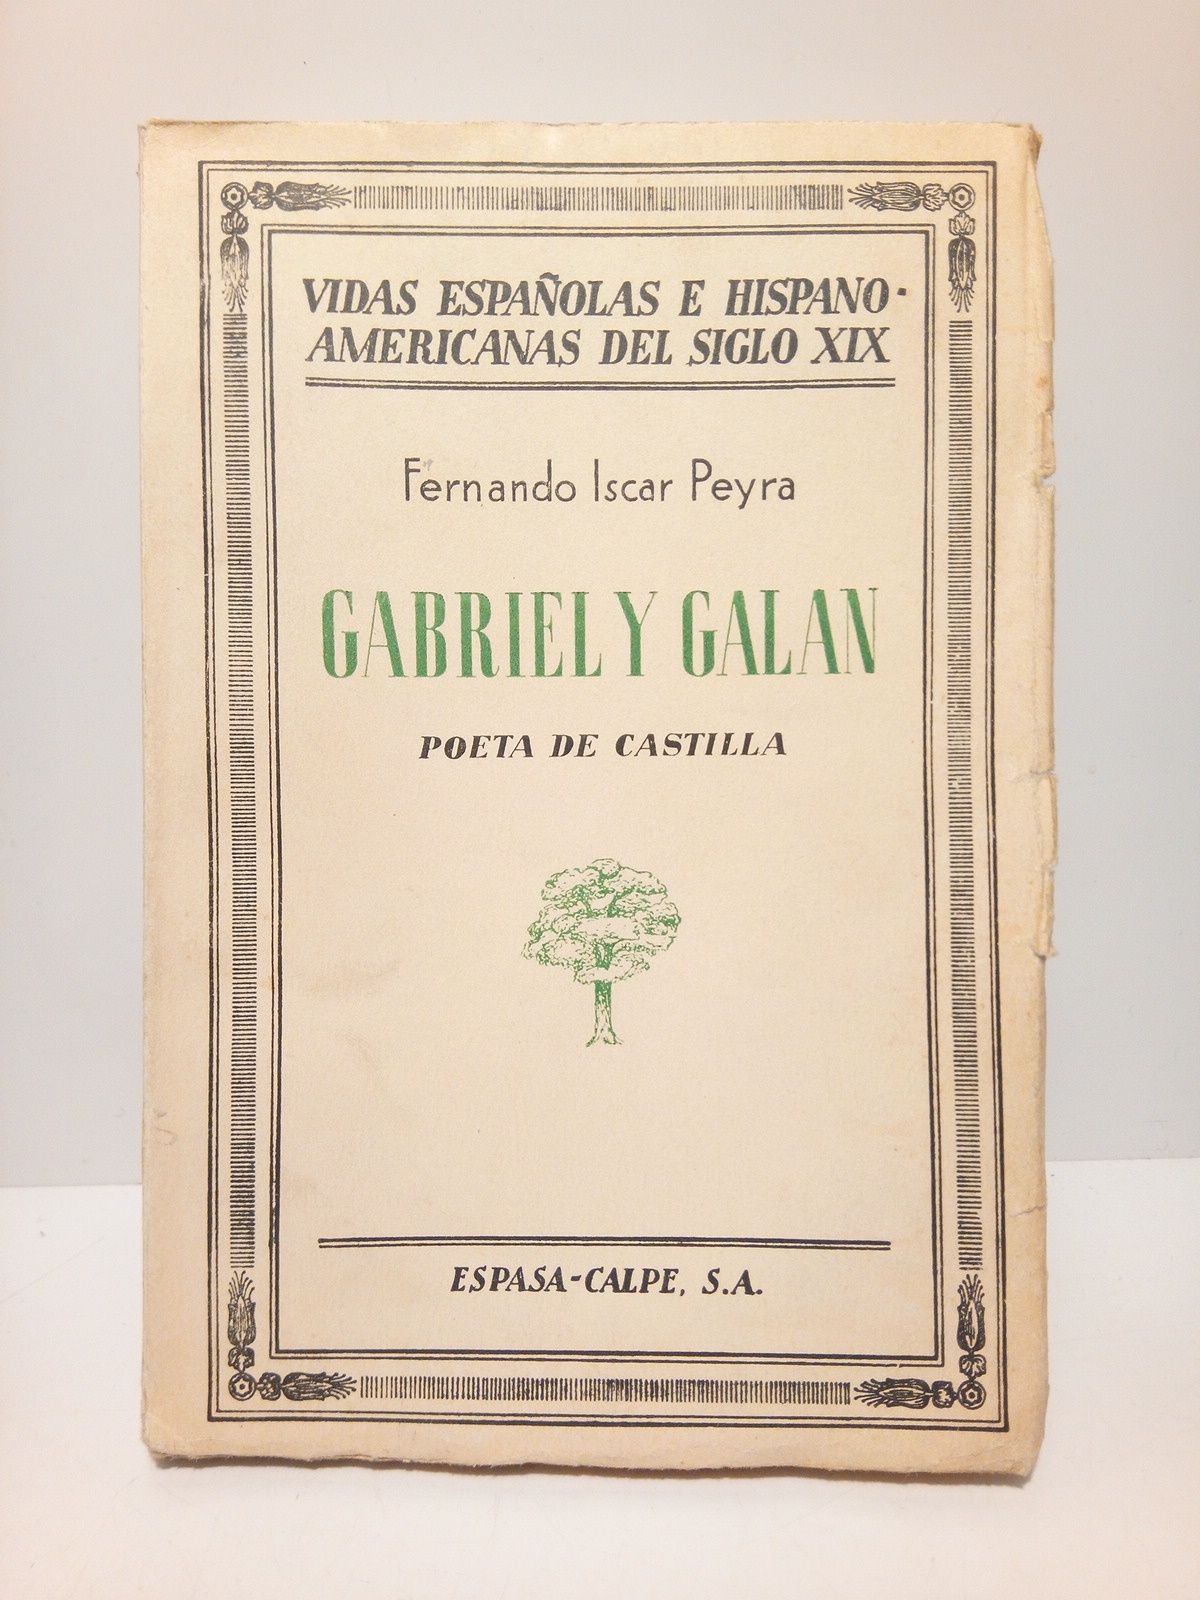 VIDAS ESPAÑOLAS E HISPANO-
AMERICANAS DEL SIGLO XIX
Fernando Iscar Peyra
GABRIEL Y GALAN
POETA DE CASTILLA
ESPASA-CALPE, S.A.